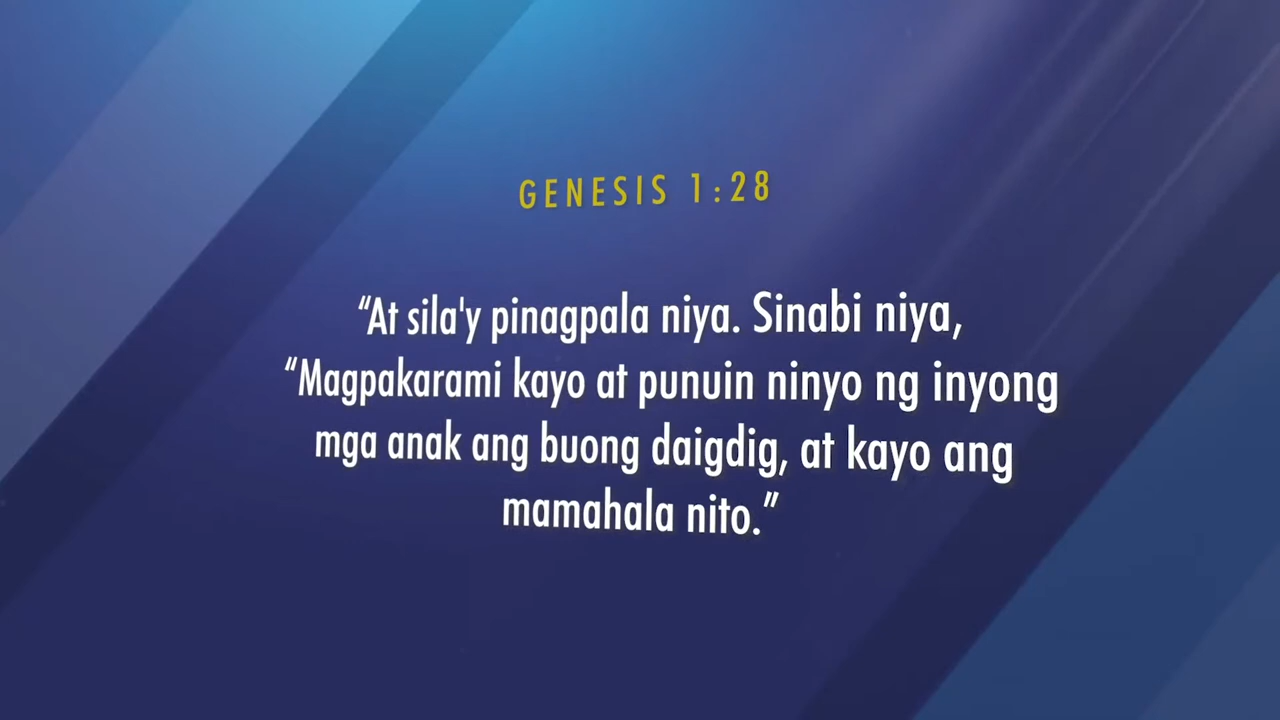 GENESIS 1:28
“At sila'y pinagpala niya. Sinabi niya,
“Magpakarami kayo at punuin ninyo ng inyong
mga anak ang buong daigdig, at kayo ang
mamahala nito.”